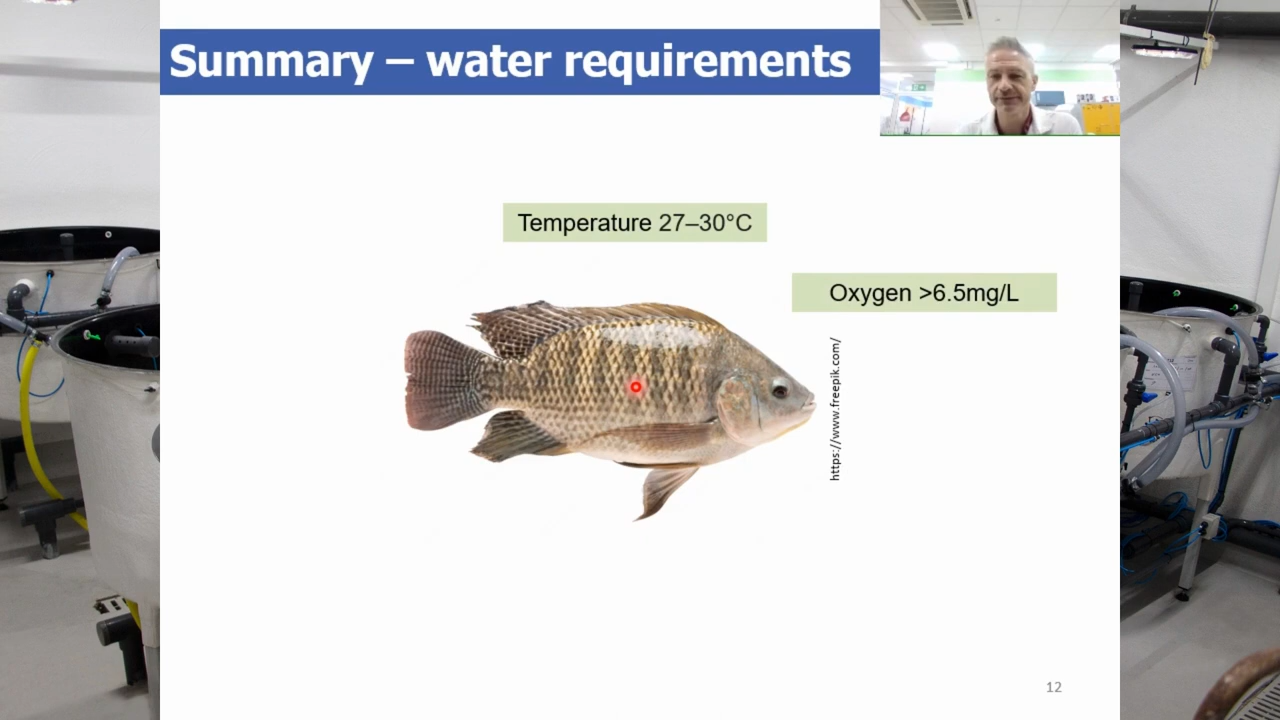 Summary – water requirements
Temperature 27–30°C
Oxygen >6.5mg/L
https://www.freepik.com/
12